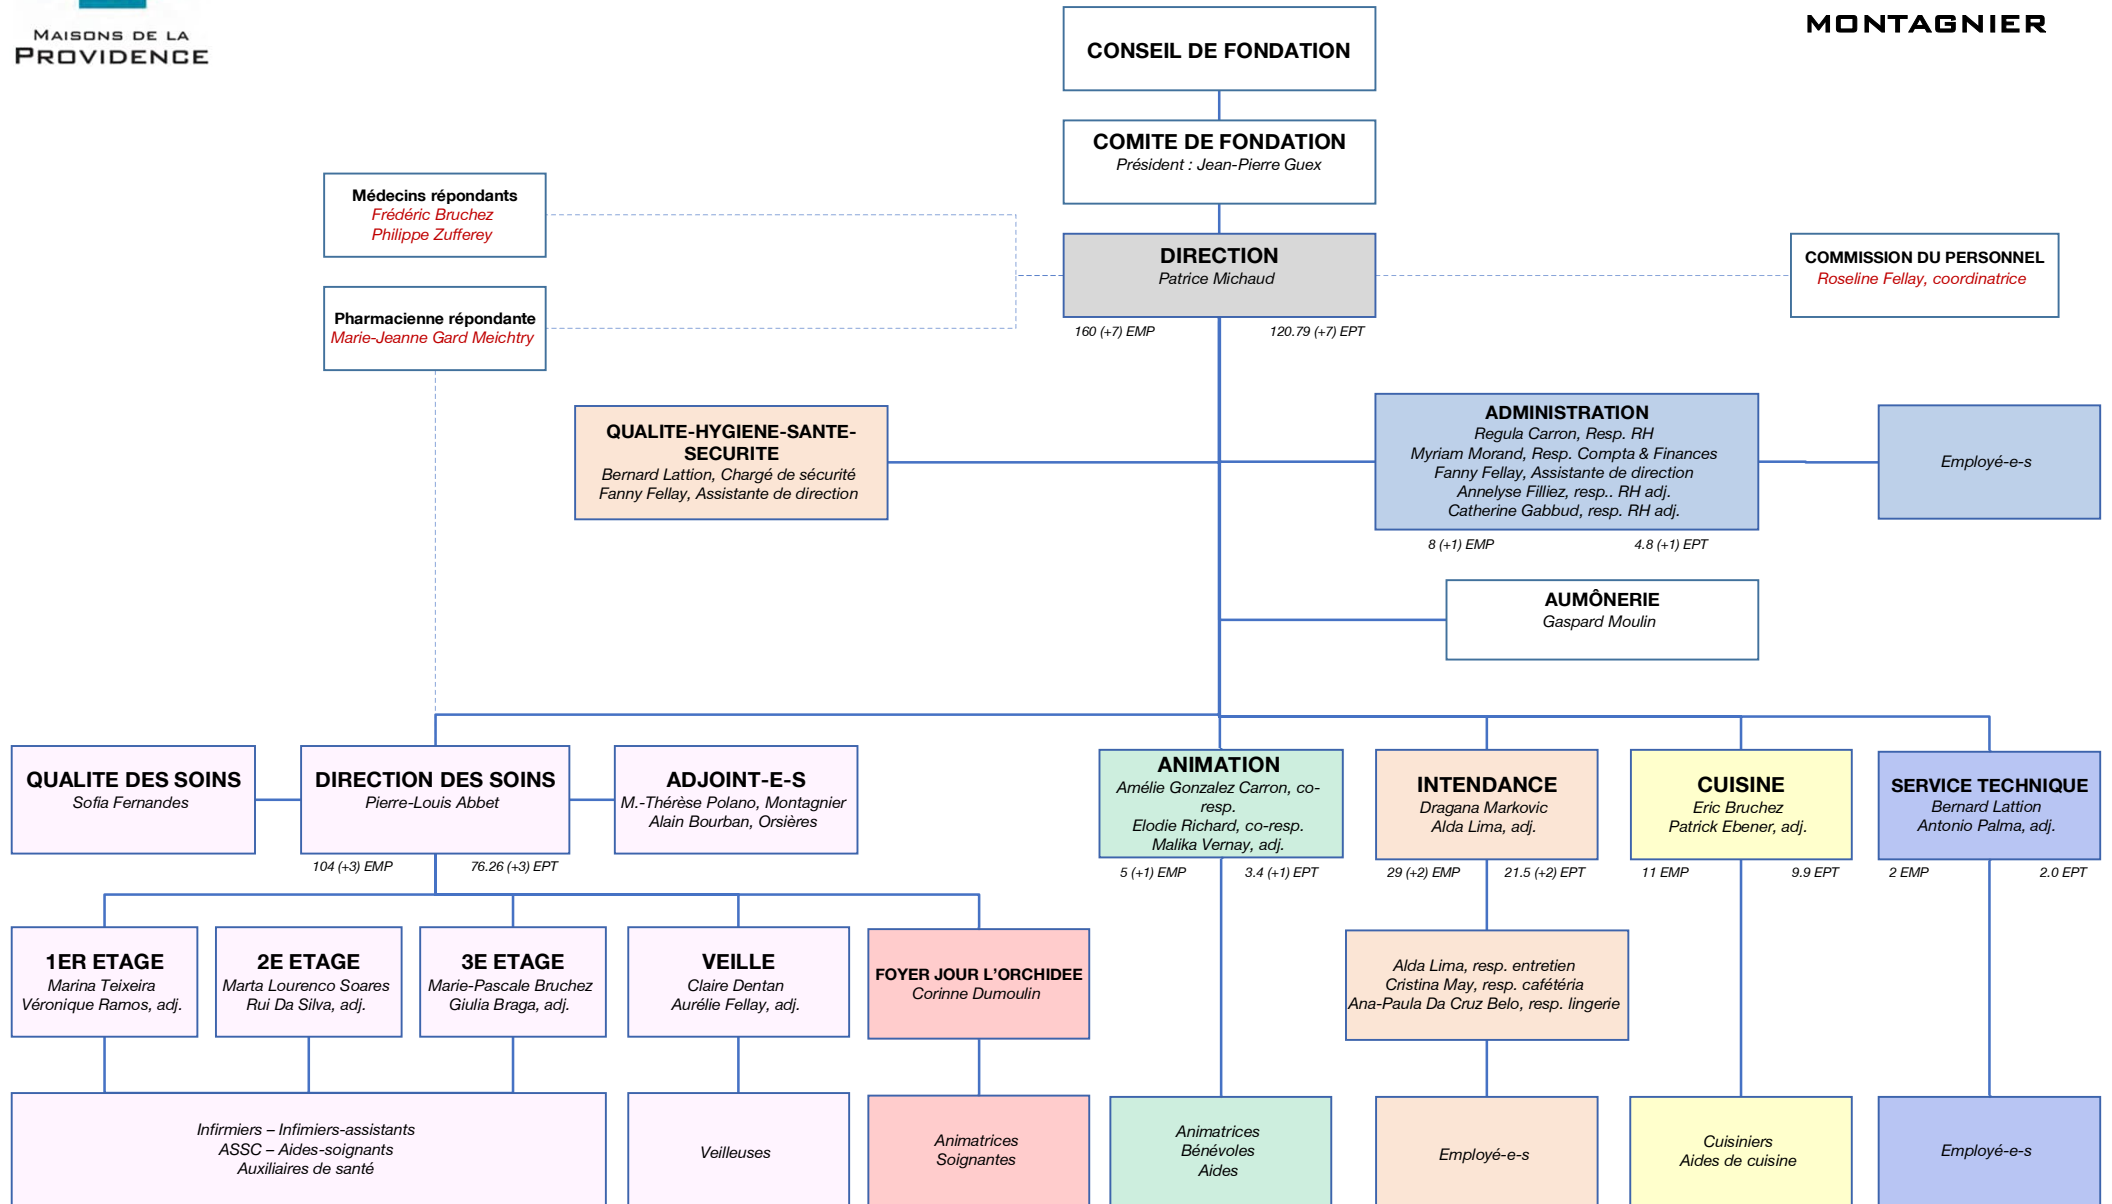 MAISONS DE LA
PROVIDENCE
MONTAGNIER
CONSEIL DE FONDATION
COMITE DE FONDATION
Président : Jean-Pierre Guex
Médecins répondants
Frédéric Bruchez
Philippe Zufferey
DIRECTION
Patrice Michaud
COMMISSION DU PERSONNEL
Roseline Fellay, coordinatrice
Pharmacienne répondante
Marie-Jeanne Gard Meichtry
160 (+7) EMP
120.79 (+7) EPT
QUALITE-HYGIENE-SANTE-
SECURITE
Bernard Lattion, Chargé de sécurité
Fanny Fellay, Assistante de direction
ADMINISTRATION
Regula Carron, Resp. RH
Myriam Morand, Resp. Compta & Finances
Fanny Fellay, Assistante de direction
Annelyse Filliez, resp.. RH adj.
Catherine Gabbud, resp. RH adj.
Employé-e-s
8 (+1) EMP
4.8 (+1) EPT
AUMÔNERIE
Gaspard Moulin
QUALITE DES SOINS
Sofia Fernandes
DIRECTION DES SOINS
Pierre-Louis Abbet
ADJOINT-E-S
M.-Thérèse Polano, Montagnier
Alain Bourban, Orsières
ANIMATION
Amélie Gonzalez Carron, co-
resp.
Elodie Richard, co-resp.
Malika Vernay, adj.
INTENDANCE
Dragana Markovic
Alda Lima, adj.
CUISINE
Eric Bruchez
Patrick Ebener, adj.
SERVICE TECHNIQUE
Bernard Lattion
Antonio Palma, adj.
104 (+3) EMP
76.26 (+3) EPT
5 (+1) EMP
3.4 (+1) EPT
29 (+2) EMP
21.5 (+2) EPT
11 EMP
9.9 EPT
2 EMP
2.0 EPT
1ER ETAGE
Marina Teixeira
Véronique Ramos, adj.
2E ETAGE
Marta Lourenco Soares
Rui Da Silva, adj.
3E ETAGE
Marie-Pascale Bruchez
Giulia Braga, adj.
VEILLE
Claire Dentan
Aurélie Fellay, adj.
FOYER JOUR L'ORCHIDEE
Corinne Dumoulin
Alda Lima, resp. entretien
Cristina May, resp. cafétéria
Ana-Paula Da Cruz Belo, resp. lingerie
Infirmiers – Infimiers-assistants
ASSC – Aides-soignants
Auxiliaires de santé
Veilleuses
Animatrices
Soignantes
Animatrices
Bénévoles
Aides
Employé-e-s
Cuisiniers
Aides de cuisine
Employé-e-s